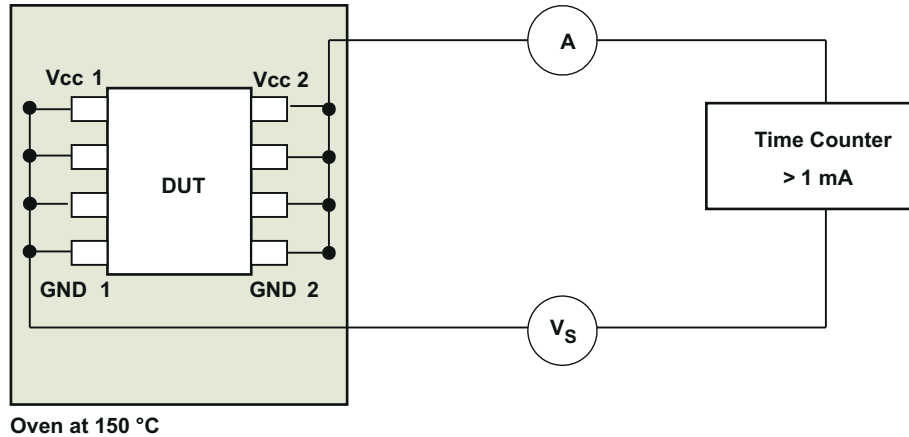 A
Vcc 1
Vcc 2
Time Counter
> 1 mA
DUT
GND 1
GND 2
VS
Oven at 150 °C